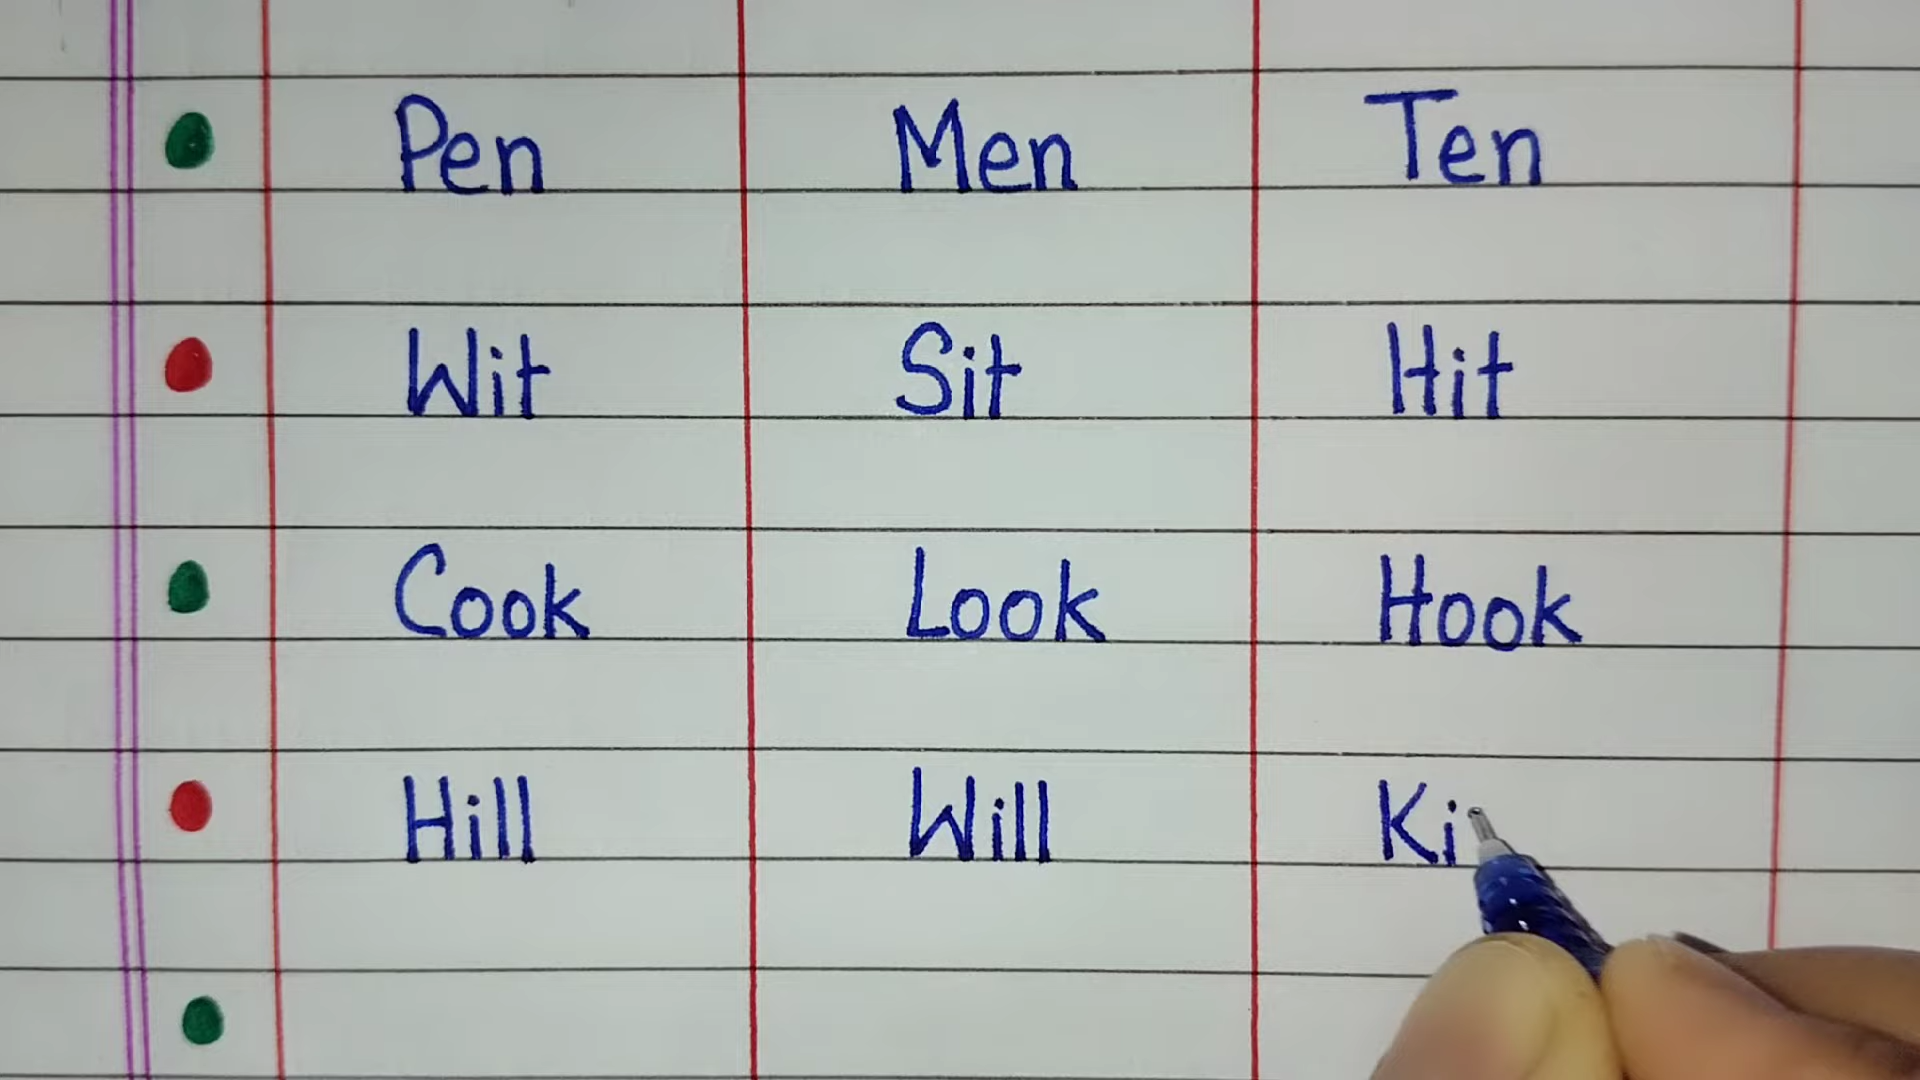 Pen Men Ten
Wit Sit Hit
Cook Look Hook
Hill Will Ki